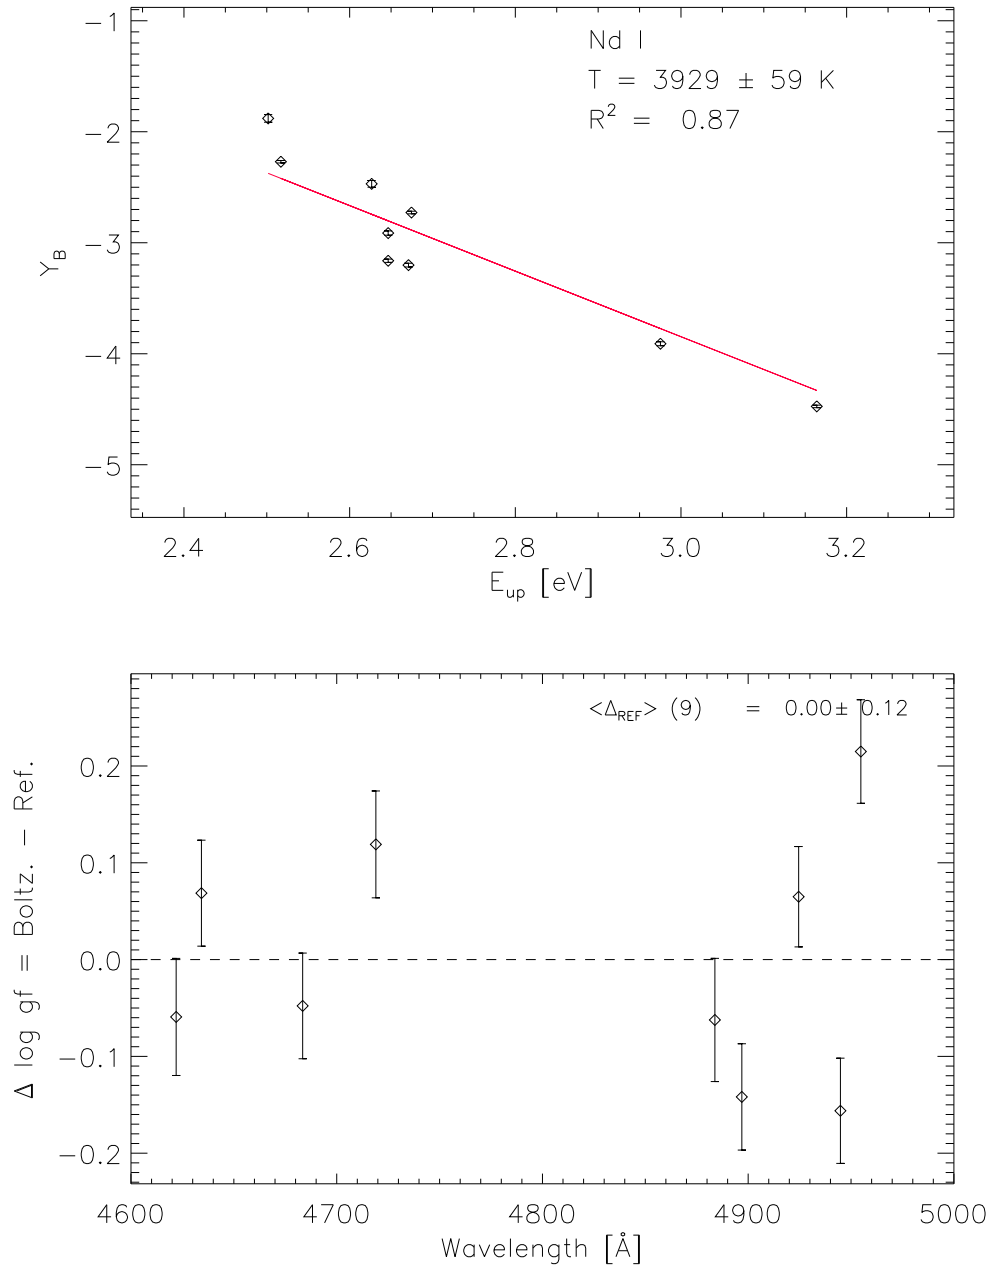 Nd I
T = 3929 ± 59 K
R² = 0.87
−1
−2
−3
−4
−5
Y_B
2.4 2.6 2.8 3.0 3.2
E_up [eV]
<Δ_REF> (9) = 0.00± 0.12
0.2
0.1
0.0
−0.1
−0.2
Δ log gf = Boltz. − Ref.
4600 4700 4800 4900 5000
Wavelength [Å]